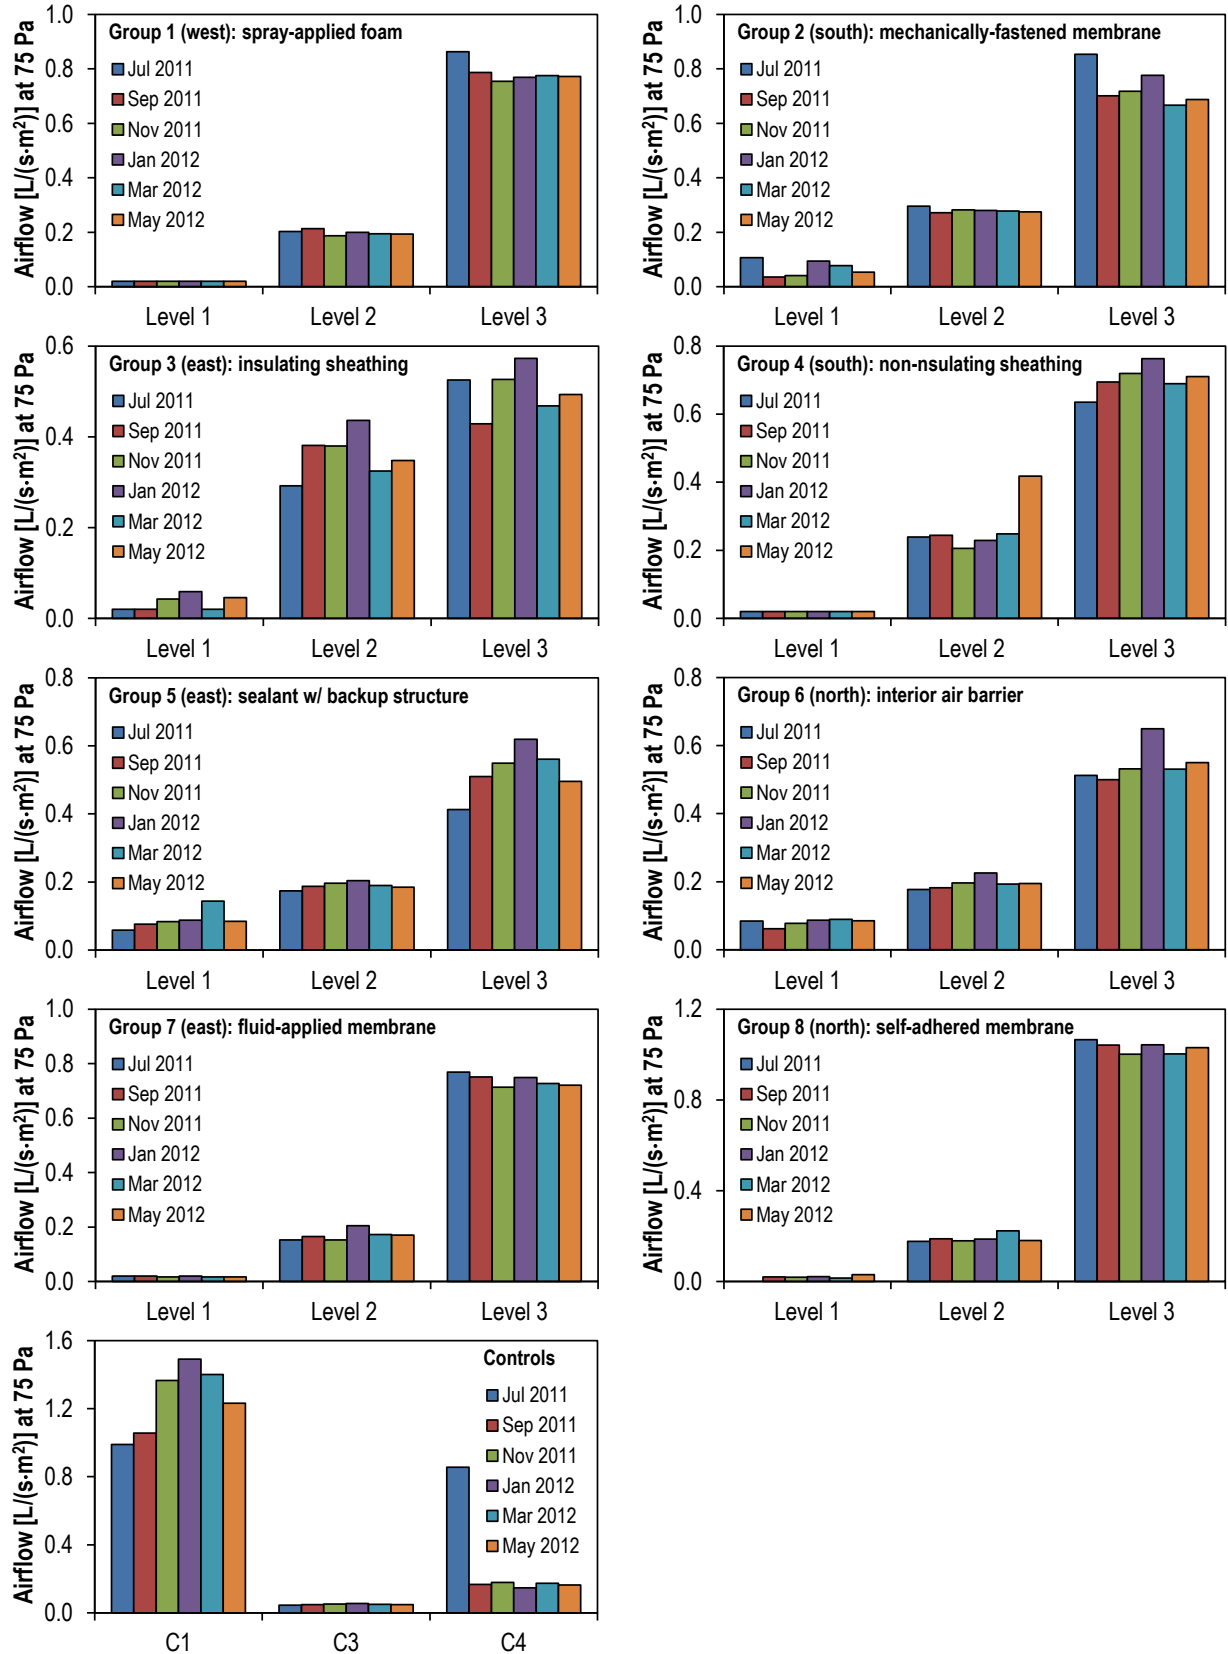 Airflow [L/(s·m²)] at 75 Pa
1.0
0.8
0.6
0.4
0.2
0.0
Group 1 (west): spray-applied foam
Jul 2011
Sep 2011
Nov 2011
Jan 2012
Mar 2012
May 2012
Level 1
Level 2
Level 3
Airflow [L/(s·m²)] at 75 Pa
1.0
0.8
0.6
0.4
0.2
0.0
Group 2 (south): mechanically-fastened membrane
Jul 2011
Sep 2011
Nov 2011
Jan 2012
Mar 2012
May 2012
Level 1
Level 2
Level 3
Airflow [L/(s·m²)] at 75 Pa
0.6
0.4
0.2
0.0
Group 3 (east): insulating sheathing
Jul 2011
Sep 2011
Nov 2011
Jan 2012
Mar 2012
May 2012
Level 1
Level 2
Level 3
Airflow [L/(s·m²)] at 75 Pa
0.8
0.6
0.4
0.2
0.0
Group 4 (south): non-nsulating sheathing
Jul 2011
Sep 2011
Nov 2011
Jan 2012
Mar 2012
May 2012
Level 1
Level 2
Level 3
Airflow [L/(s·m²)] at 75 Pa
0.8
0.6
0.4
0.2
0.0
Group 5 (east): sealant w/ backup structure
Jul 2011
Sep 2011
Nov 2011
Jan 2012
Mar 2012
May 2012
Level 1
Level 2
Level 3
Airflow [L/(s·m²)] at 75 Pa
0.8
0.6
0.4
0.2
0.0
Group 6 (north): interior air barrier
Jul 2011
Sep 2011
Nov 2011
Jan 2012
Mar 2012
May 2012
Level 1
Level 2
Level 3
Airflow [L/(s·m²)] at 75 Pa
1.0
0.8
0.6
0.4
0.2
0.0
Group 7 (east): fluid-applied membrane
Jul 2011
Sep 2011
Nov 2011
Jan 2012
Mar 2012
May 2012
Level 1
Level 2
Level 3
Airflow [L/(s·m²)] at 75 Pa
1.2
0.8
0.4
0.0
Group 8 (north): self-adhered membrane
Jul 2011
Sep 2011
Nov 2011
Jan 2012
Mar 2012
May 2012
Level 1
Level 2
Level 3
Airflow [L/(s·m²)] at 75 Pa
1.6
1.2
0.8
0.4
0.0
Controls
Jul 2011
Sep 2011
Nov 2011
Jan 2012
Mar 2012
May 2012
C1
C3
C4